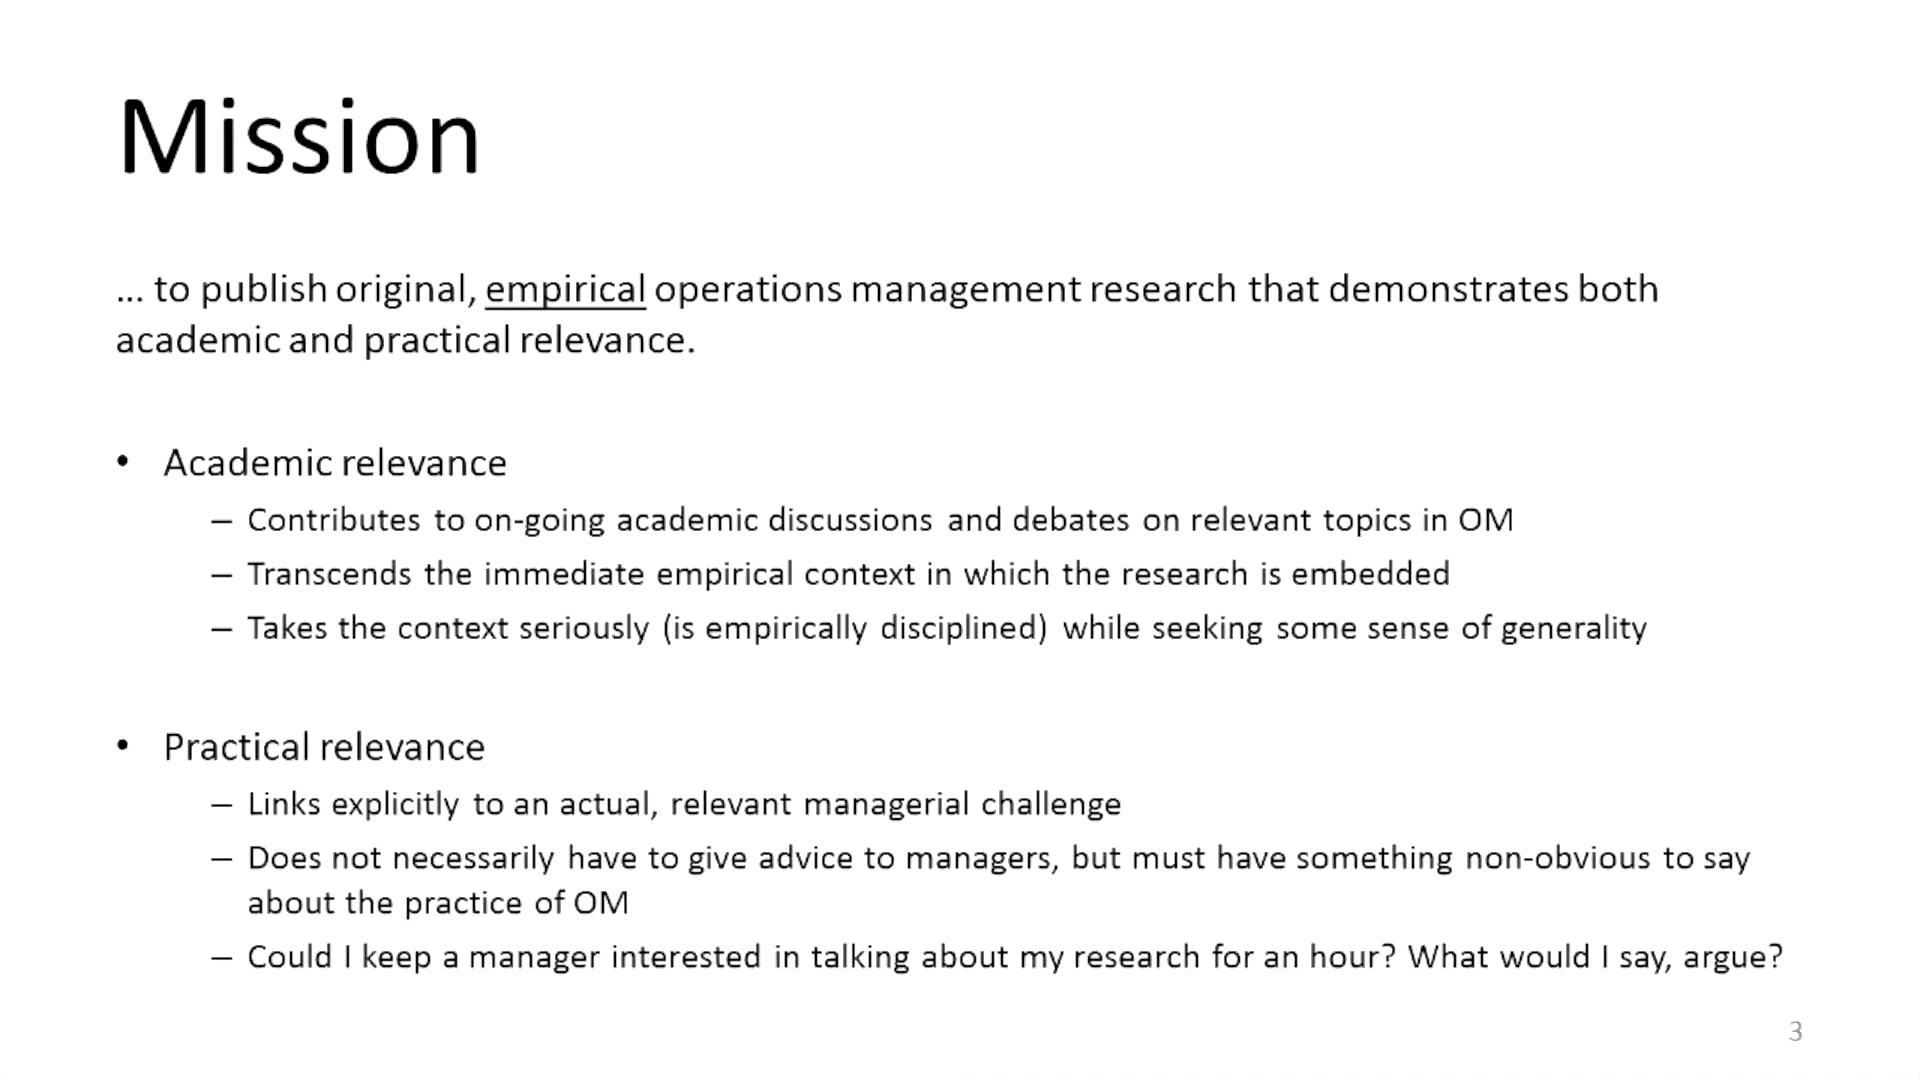 Mission
... to publish original, empirical operations management research that demonstrates both
academic and practical relevance.
• Academic relevance
– Contributes to on-going academic discussions and debates on relevant topics in OM
– Transcends the immediate empirical context in which the research is embedded
– Takes the context seriously (is empirically disciplined) while seeking some sense of generality
• Practical relevance
– Links explicitly to an actual, relevant managerial challenge
– Does not necessarily have to give advice to managers, but must have something non-obvious to say
about the practice of OM
– Could I keep a manager interested in talking about my research for an hour? What would I say, argue?
3